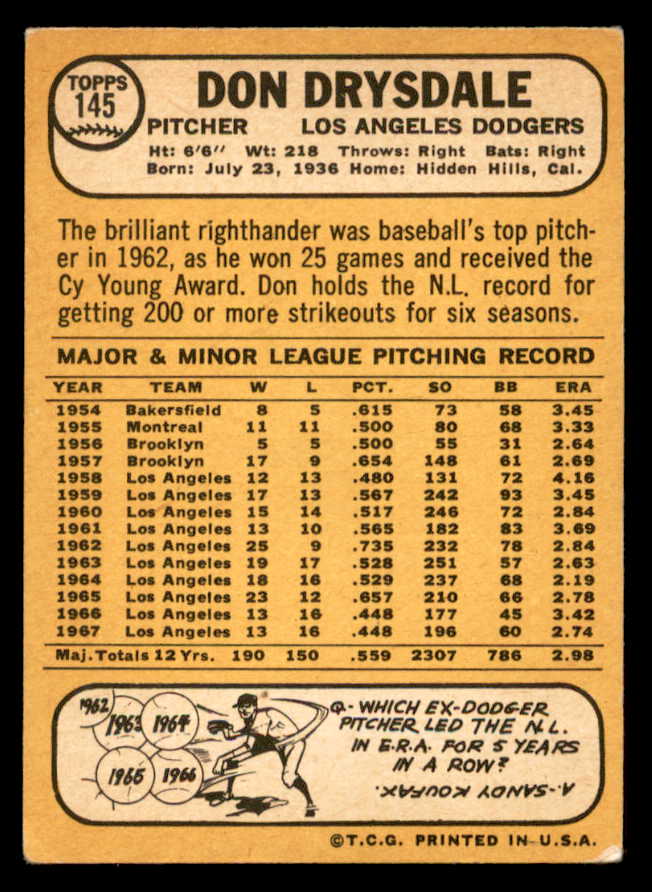 TOPPS
145
DON DRYSDALE
PITCHER LOS ANGELES DODGERS
Ht: 6'6" Wt: 218 Throws: Right Bats: Right
Born: July 23, 1936 Home: Hidden Hills, Cal.
The brilliant righthander was baseball's top pitch-
er in 1962, as he won 25 games and received the
Cy Young Award. Don holds the N.L. record for
getting 200 or more strikeouts for six seasons.
MAJOR & MINOR LEAGUE PITCHING RECORD
YEAR TEAM W L PCT. SO BB ERA
1954 Bakersfield 8 5 .615 73 58 3.45
1955 Montreal 11 11 .500 80 68 3.33
1956 Brooklyn 5 5 .500 55 31 2.64
1957 Brooklyn 17 9 .654 148 61 2.69
1958 Los Angeles 12 13 .480 131 72 4.16
1959 Los Angeles 17 13 .567 242 93 3.45
1960 Los Angeles 15 14 .517 246 72 2.84
1961 Los Angeles 13 10 .565 182 83 3.69
1962 Los Angeles 25 9 .735 232 78 2.84
1963 Los Angeles 19 17 .528 251 57 2.63
1964 Los Angeles 18 16 .529 237 68 2.19
1965 Los Angeles 23 12 .657 210 66 2.78
1966 Los Angeles 13 16 .448 177 45 3.42
1967 Los Angeles 13 16 .448 196 60 2.74
Maj. Totals 12 Yrs. 190 150 .559 2307 786 2.98
1962
1963 1964
1965 1966
Q- WHICH EX-DODGER
PITCHER LED THE N.L.
IN E.R.A. FOR 5 YEARS
IN A ROW?
A- SANDY KOUFAX.
©T.C.G. PRINTED IN U.S.A.